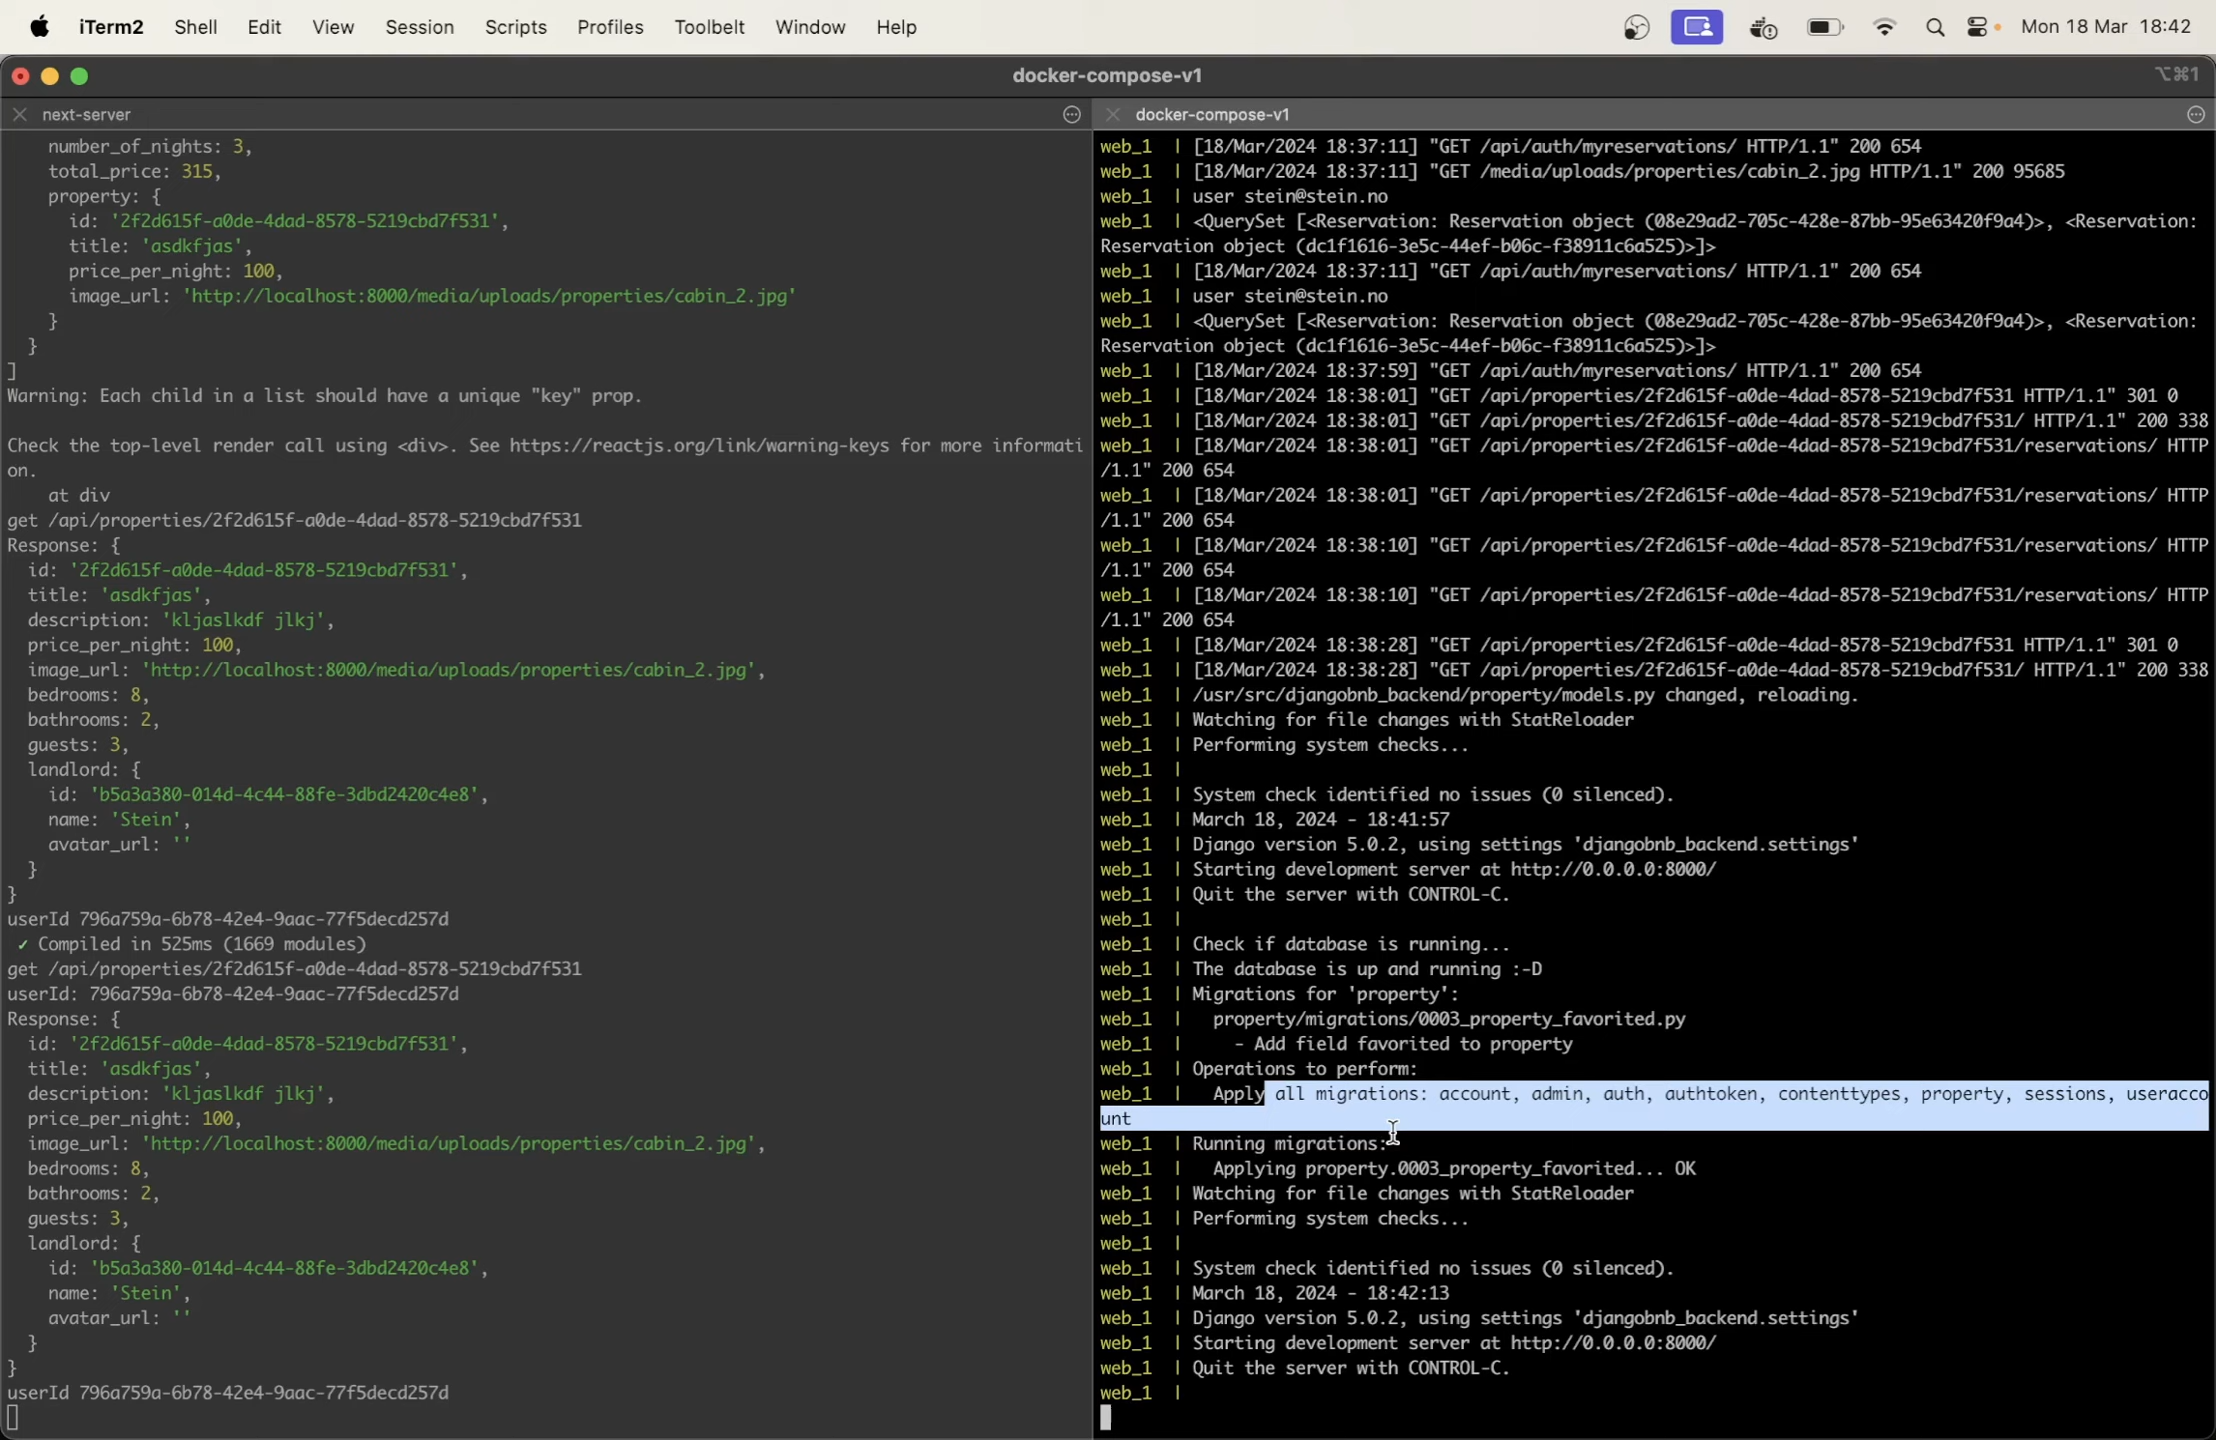 iTerm2 Shell Edit View Session Scripts Profiles Toolbelt Window Help Mon 18 Mar 18:42
docker-compose-v1 ⌥⌘1
next-server
number_of_nights: 3,
total_price: 315,
property: {
id: '2f2d615f-a0de-4dad-8578-5219cbd7f531',
title: 'asdkfjas',
price_per_night: 100,
image_url: 'http://localhost:8000/media/uploads/properties/cabin_2.jpg'
}
}
]
Warning: Each child in a list should have a unique "key" prop.
Check the top-level render call using <div>. See https://reactjs.org/link/warning-keys for more informati
on.
at div
get /api/properties/2f2d615f-a0de-4dad-8578-5219cbd7f531
Response: {
id: '2f2d615f-a0de-4dad-8578-5219cbd7f531',
title: 'asdkfjas',
description: 'kljaslkdf jlkj',
price_per_night: 100,
image_url: 'http://localhost:8000/media/uploads/properties/cabin_2.jpg',
bedrooms: 8,
bathrooms: 2,
guests: 3,
landlord: {
id: 'b5a3a380-014d-4c44-88fe-3dbd2420c4e8',
name: 'Stein',
avatar_url: ''
}
}
userId 796a759a-6b78-42e4-9aac-77f5decd257d
✓ Compiled in 525ms (1669 modules)
get /api/properties/2f2d615f-a0de-4dad-8578-5219cbd7f531
userId: 796a759a-6b78-42e4-9aac-77f5decd257d
Response: {
id: '2f2d615f-a0de-4dad-8578-5219cbd7f531',
title: 'asdkfjas',
description: 'kljaslkdf jlkj',
price_per_night: 100,
image_url: 'http://localhost:8000/media/uploads/properties/cabin_2.jpg',
bedrooms: 8,
bathrooms: 2,
guests: 3,
landlord: {
id: 'b5a3a380-014d-4c44-88fe-3dbd2420c4e8',
name: 'Stein',
avatar_url: ''
}
}
userId 796a759a-6b78-42e4-9aac-77f5decd257d
docker-compose-v1
web_1 | [18/Mar/2024 18:37:11] "GET /api/auth/myreservations/ HTTP/1.1" 200 654
web_1 | [18/Mar/2024 18:37:11] "GET /media/uploads/properties/cabin_2.jpg HTTP/1.1" 200 95685
web_1 | user stein@stein.no
web_1 | <QuerySet [<Reservation: Reservation object (08e29ad2-705c-428e-87bb-95e63420f9a4)>, <Reservation:
Reservation object (dc1f1616-3e5c-44ef-b06c-f38911c6a525)>]>
web_1 | [18/Mar/2024 18:37:11] "GET /api/auth/myreservations/ HTTP/1.1" 200 654
web_1 | user stein@stein.no
web_1 | <QuerySet [<Reservation: Reservation object (08e29ad2-705c-428e-87bb-95e63420f9a4)>, <Reservation:
Reservation object (dc1f1616-3e5c-44ef-b06c-f38911c6a525)>]>
web_1 | [18/Mar/2024 18:37:59] "GET /api/auth/myreservations/ HTTP/1.1" 200 654
web_1 | [18/Mar/2024 18:38:01] "GET /api/properties/2f2d615f-a0de-4dad-8578-5219cbd7f531 HTTP/1.1" 301 0
web_1 | [18/Mar/2024 18:38:01] "GET /api/properties/2f2d615f-a0de-4dad-8578-5219cbd7f531/ HTTP/1.1" 200 338
web_1 | [18/Mar/2024 18:38:01] "GET /api/properties/2f2d615f-a0de-4dad-8578-5219cbd7f531/reservations/ HTTP
/1.1" 200 654
web_1 | [18/Mar/2024 18:38:01] "GET /api/properties/2f2d615f-a0de-4dad-8578-5219cbd7f531/reservations/ HTTP
/1.1" 200 654
web_1 | [18/Mar/2024 18:38:10] "GET /api/properties/2f2d615f-a0de-4dad-8578-5219cbd7f531/reservations/ HTTP
/1.1" 200 654
web_1 | [18/Mar/2024 18:38:10] "GET /api/properties/2f2d615f-a0de-4dad-8578-5219cbd7f531/reservations/ HTTP
/1.1" 200 654
web_1 | [18/Mar/2024 18:38:28] "GET /api/properties/2f2d615f-a0de-4dad-8578-5219cbd7f531 HTTP/1.1" 301 0
web_1 | [18/Mar/2024 18:38:28] "GET /api/properties/2f2d615f-a0de-4dad-8578-5219cbd7f531/ HTTP/1.1" 200 338
web_1 | /usr/src/djangobnb_backend/property/models.py changed, reloading.
web_1 | Watching for file changes with StatReloader
web_1 | Performing system checks...
web_1 |
web_1 | System check identified no issues (0 silenced).
web_1 | March 18, 2024 - 18:41:57
web_1 | Django version 5.0.2, using settings 'djangobnb_backend.settings'
web_1 | Starting development server at http://0.0.0.0:8000/
web_1 | Quit the server with CONTROL-C.
web_1 |
web_1 | Check if database is running...
web_1 | The database is up and running :-D
web_1 | Migrations for 'property':
web_1 | property/migrations/0003_property_favorited.py
web_1 | - Add field favorited to property
web_1 | Operations to perform:
web_1 | Apply all migrations: account, admin, auth, authtoken, contenttypes, property, sessions, useracco
unt
web_1 | Running migrations:
web_1 | Applying property.0003_property_favorited... OK
web_1 | Watching for file changes with StatReloader
web_1 | Performing system checks...
web_1 |
web_1 | System check identified no issues (0 silenced).
web_1 | March 18, 2024 - 18:42:13
web_1 | Django version 5.0.2, using settings 'djangobnb_backend.settings'
web_1 | Starting development server at http://0.0.0.0:8000/
web_1 | Quit the server with CONTROL-C.
web_1 |